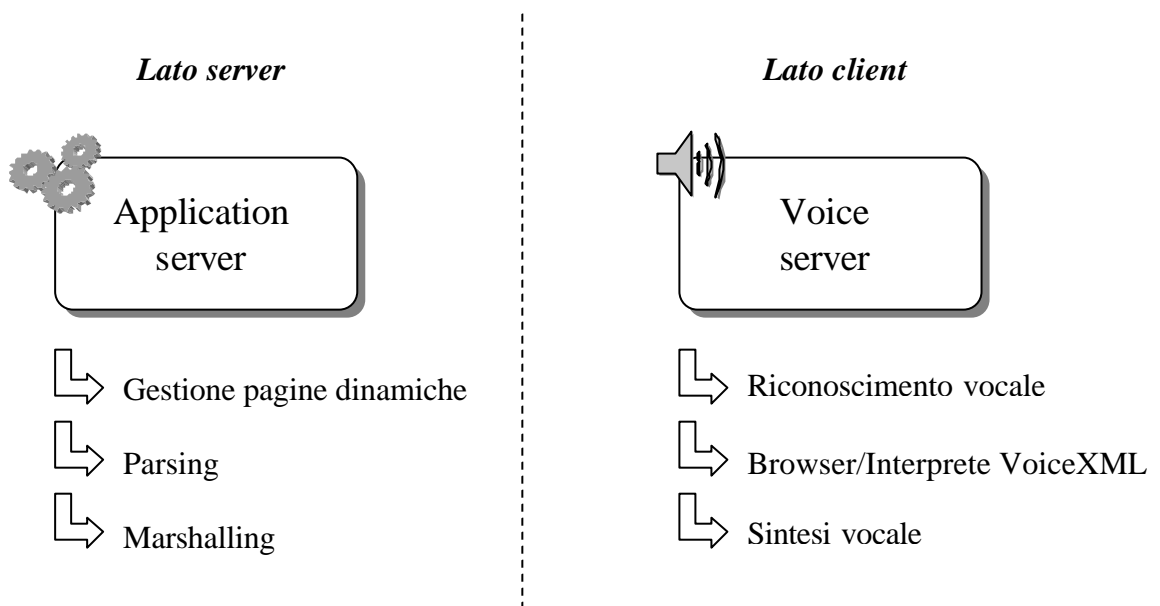 Lato server
Application
server
Gestione pagine dinamiche
Parsing
Marshalling
Lato client
Voice
server
Riconoscimento vocale
Browser/Interprete VoiceXML
Sintesi vocale